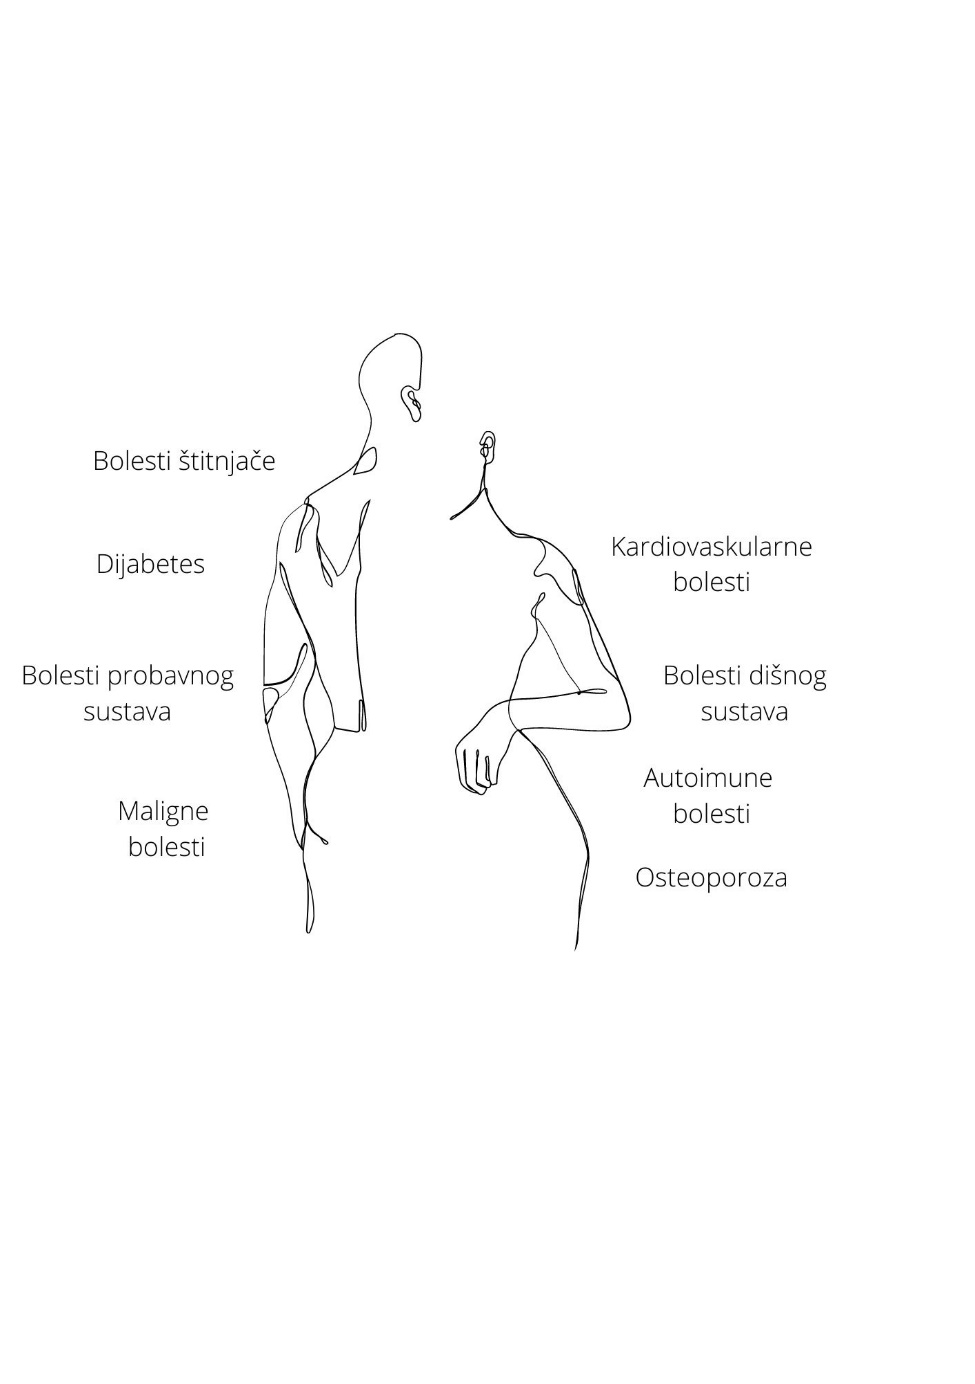 Bolesti štitnjače
Dijabetes
Bolesti probavnog
sustava
Maligne
bolesti
Kardiovaskularne
bolesti
Bolesti dišnog
sustava
Autoimune
bolesti
Osteoporoza